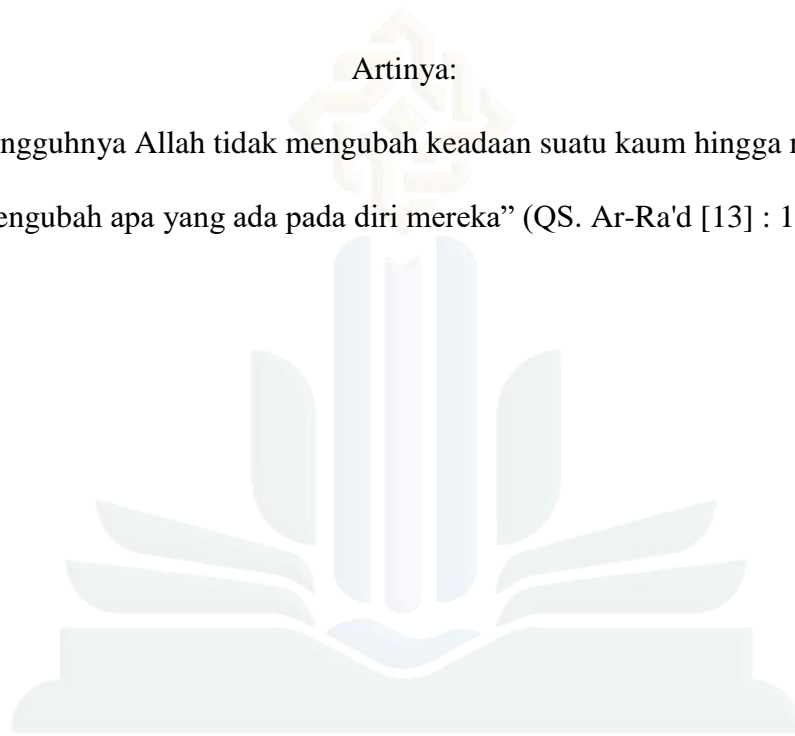 Artinya:
ngguhnya Allah tidak mengubah keadaan suatu kaum hingga
engubah apa yang ada pada diri mereka” (QS. Ar-Ra'd [13] : 1